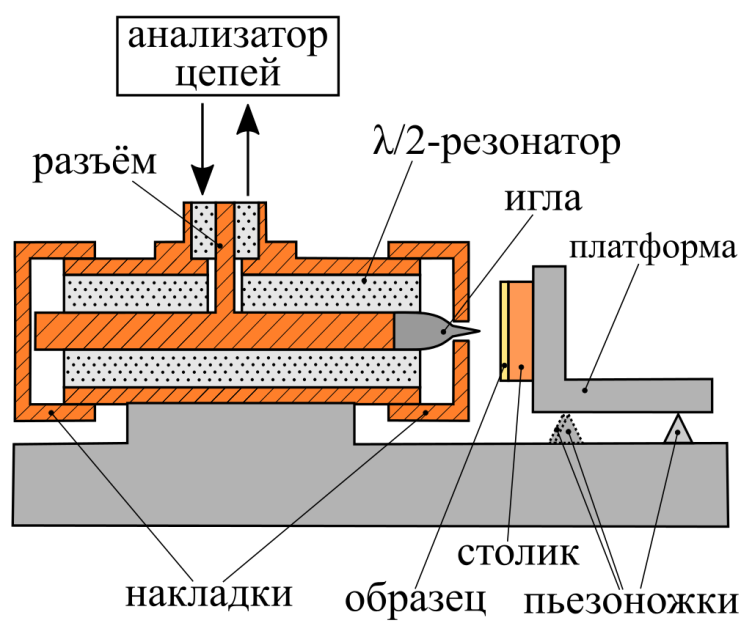 анализатор
цепей
λ/2-резонатор
разъём
игла
платформа
столик
накладки
образец
пьезоножки